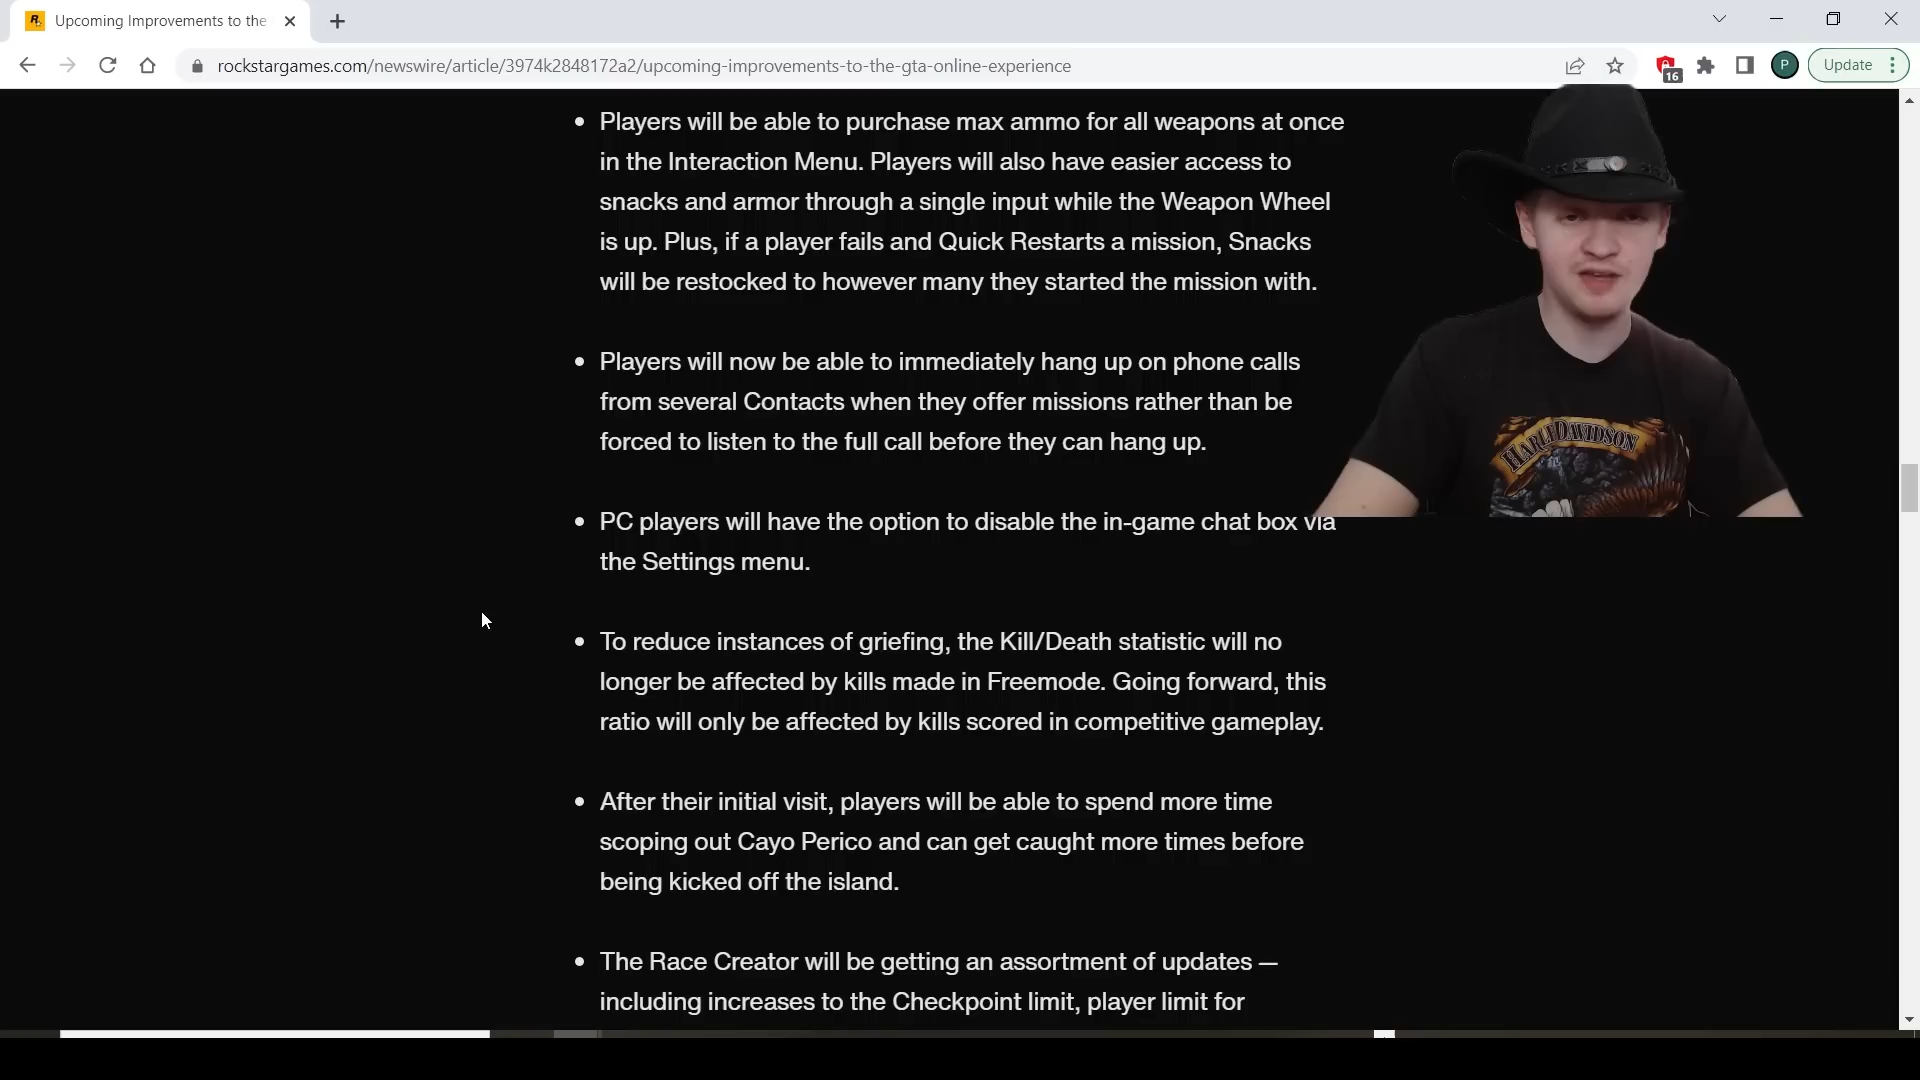 Upcoming Improvements to the
rockstargames.com/newswire/article/3974k2848172a2/upcoming-improvements-to-the-gta-online-experience
16
P
Update
• Players will be able to purchase max ammo for all weapons at once
in the Interaction Menu. Players will also have easier access to
snacks and armor through a single input while the Weapon Wheel
is up. Plus, if a player fails and Quick Restarts a mission, Snacks
will be restocked to however many they started the mission with.
• Players will now be able to immediately hang up on phone calls
from several Contacts when they offer missions rather than be
forced to listen to the full call before they can hang up.
HARLEY-DAVIDSON
• PC players will have the option to disable the in-game chat box via
the Settings menu.
• To reduce instances of griefing, the Kill/Death statistic will no
longer be affected by kills made in Freemode. Going forward, this
ratio will only be affected by kills scored in competitive gameplay.
• After their initial visit, players will be able to spend more time
scoping out Cayo Perico and can get caught more times before
being kicked off the island.
• The Race Creator will be getting an assortment of updates —
including increases to the Checkpoint limit, player limit for